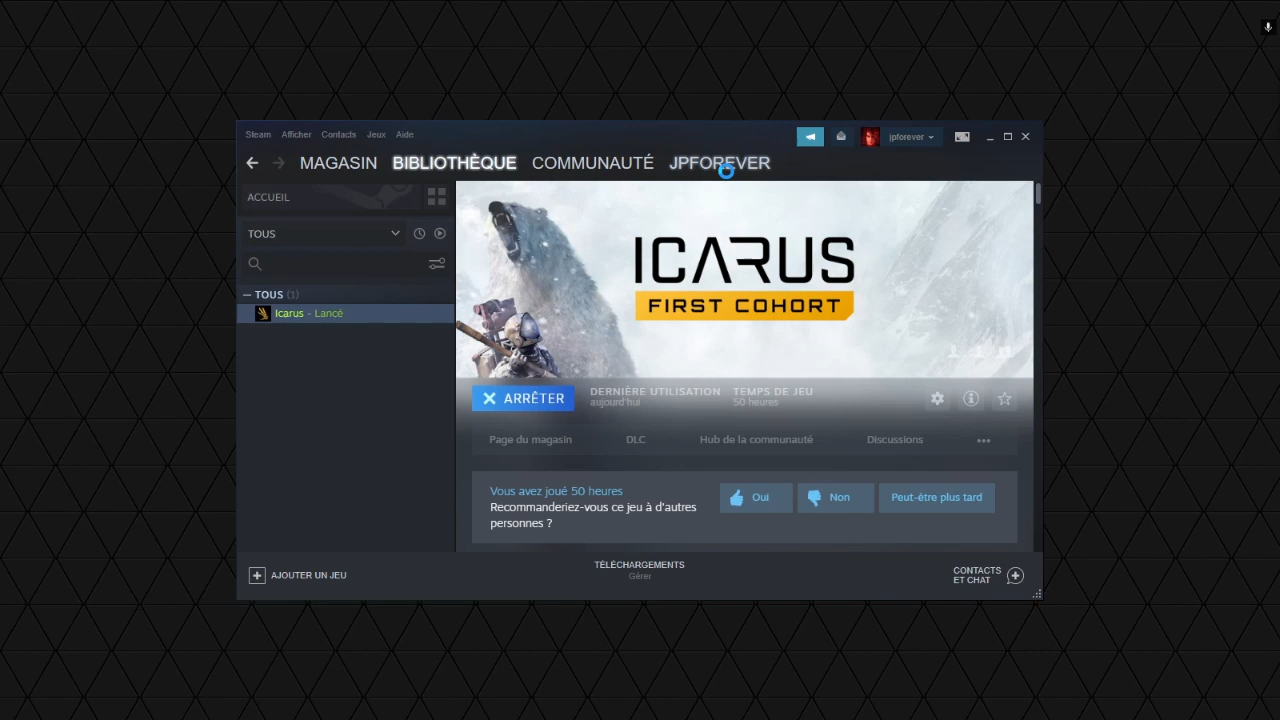 Steam Afficher Contacts Jeux Aide
jpforever
MAGASIN BIBLIOTHÈQUE COMMUNAUTÉ JPFOREVER
ACCUEIL
TOUS
— TOUS (1)
Icarus - Lancé
ICARUS
FIRST COHORT
ARRÊTER
DERNIÈRE UTILISATION
aujourd'hui
TEMPS DE JEU
50 heures
Page du magasin DLC Hub de la communauté Discussions •••
Vous avez joué 50 heures
Recommanderiez-vous ce jeu à d'autres
personnes ?
Oui Non Peut-être plus tard
AJOUTER UN JEU
TÉLÉCHARGEMENTS
Gérer
CONTACTS
ET CHAT